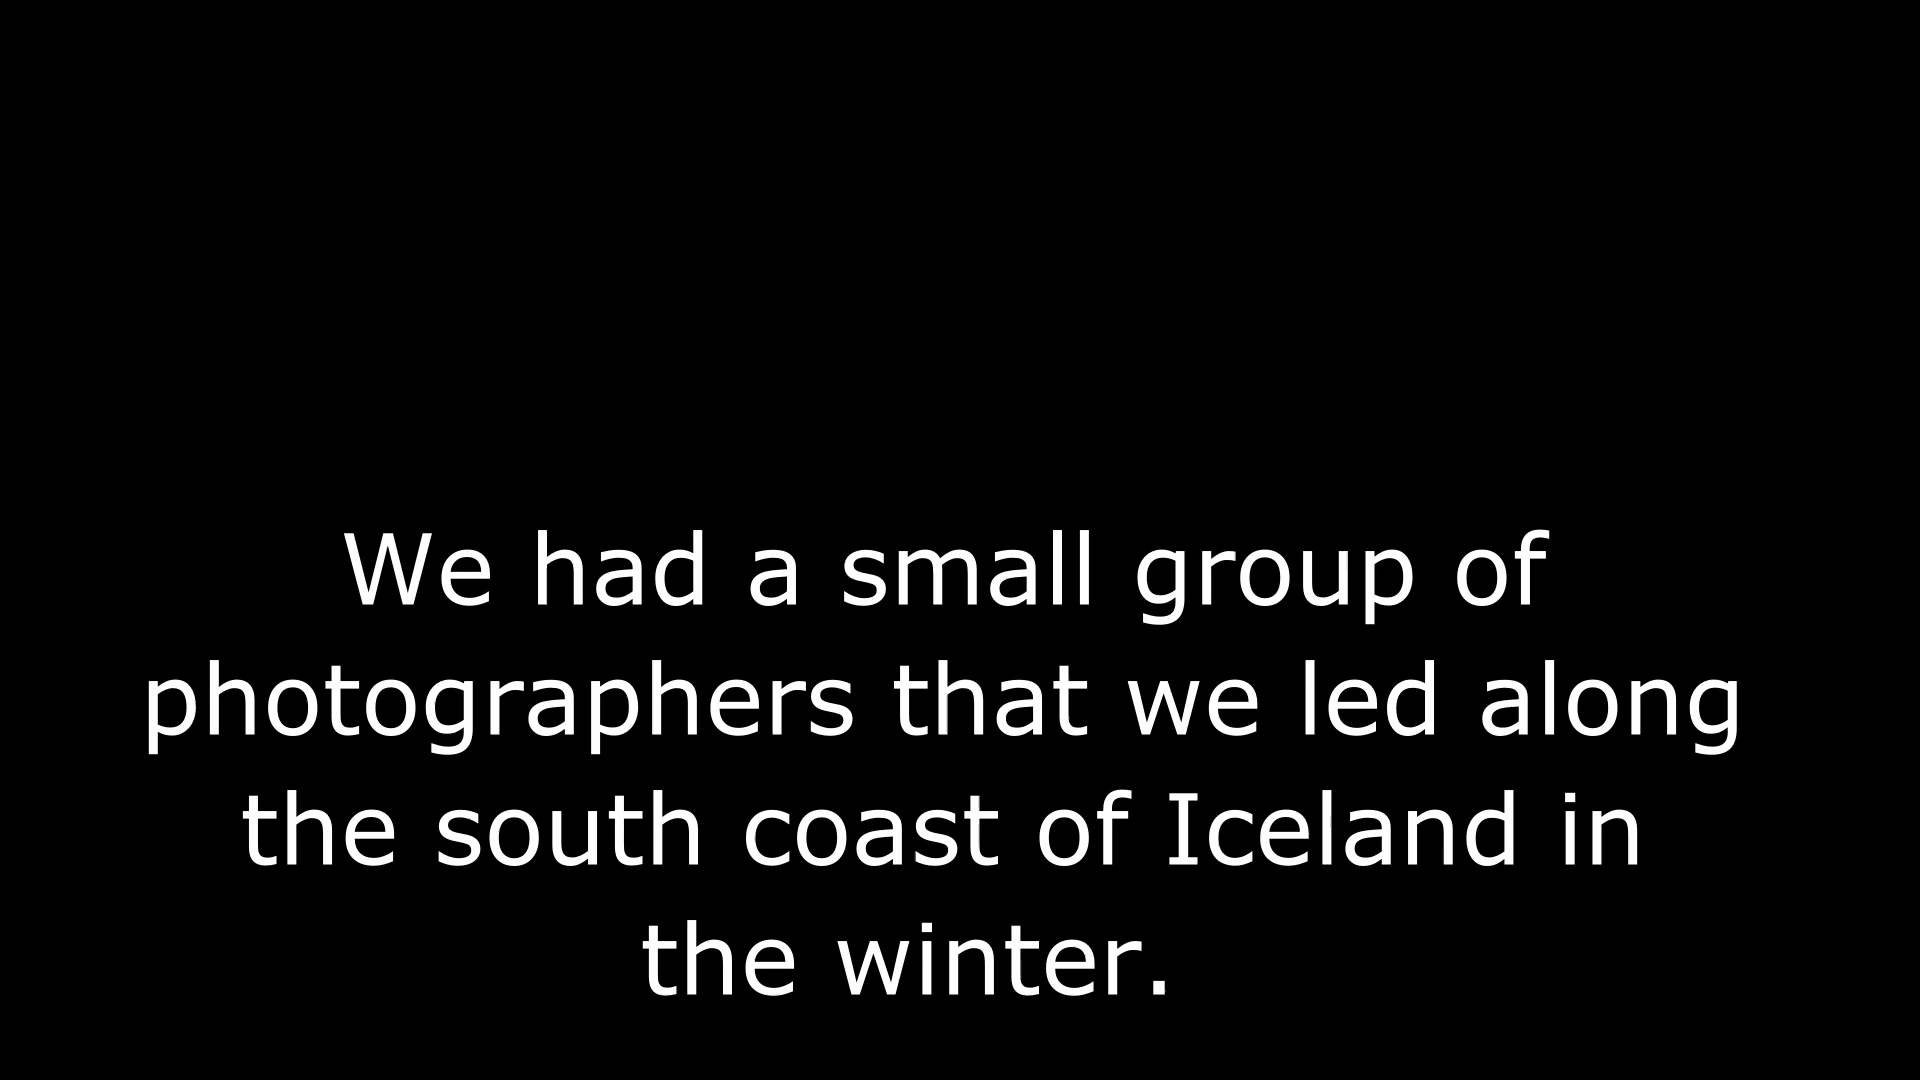 We had a small group of
photographers that we led along
the south coast of Iceland in
the winter.